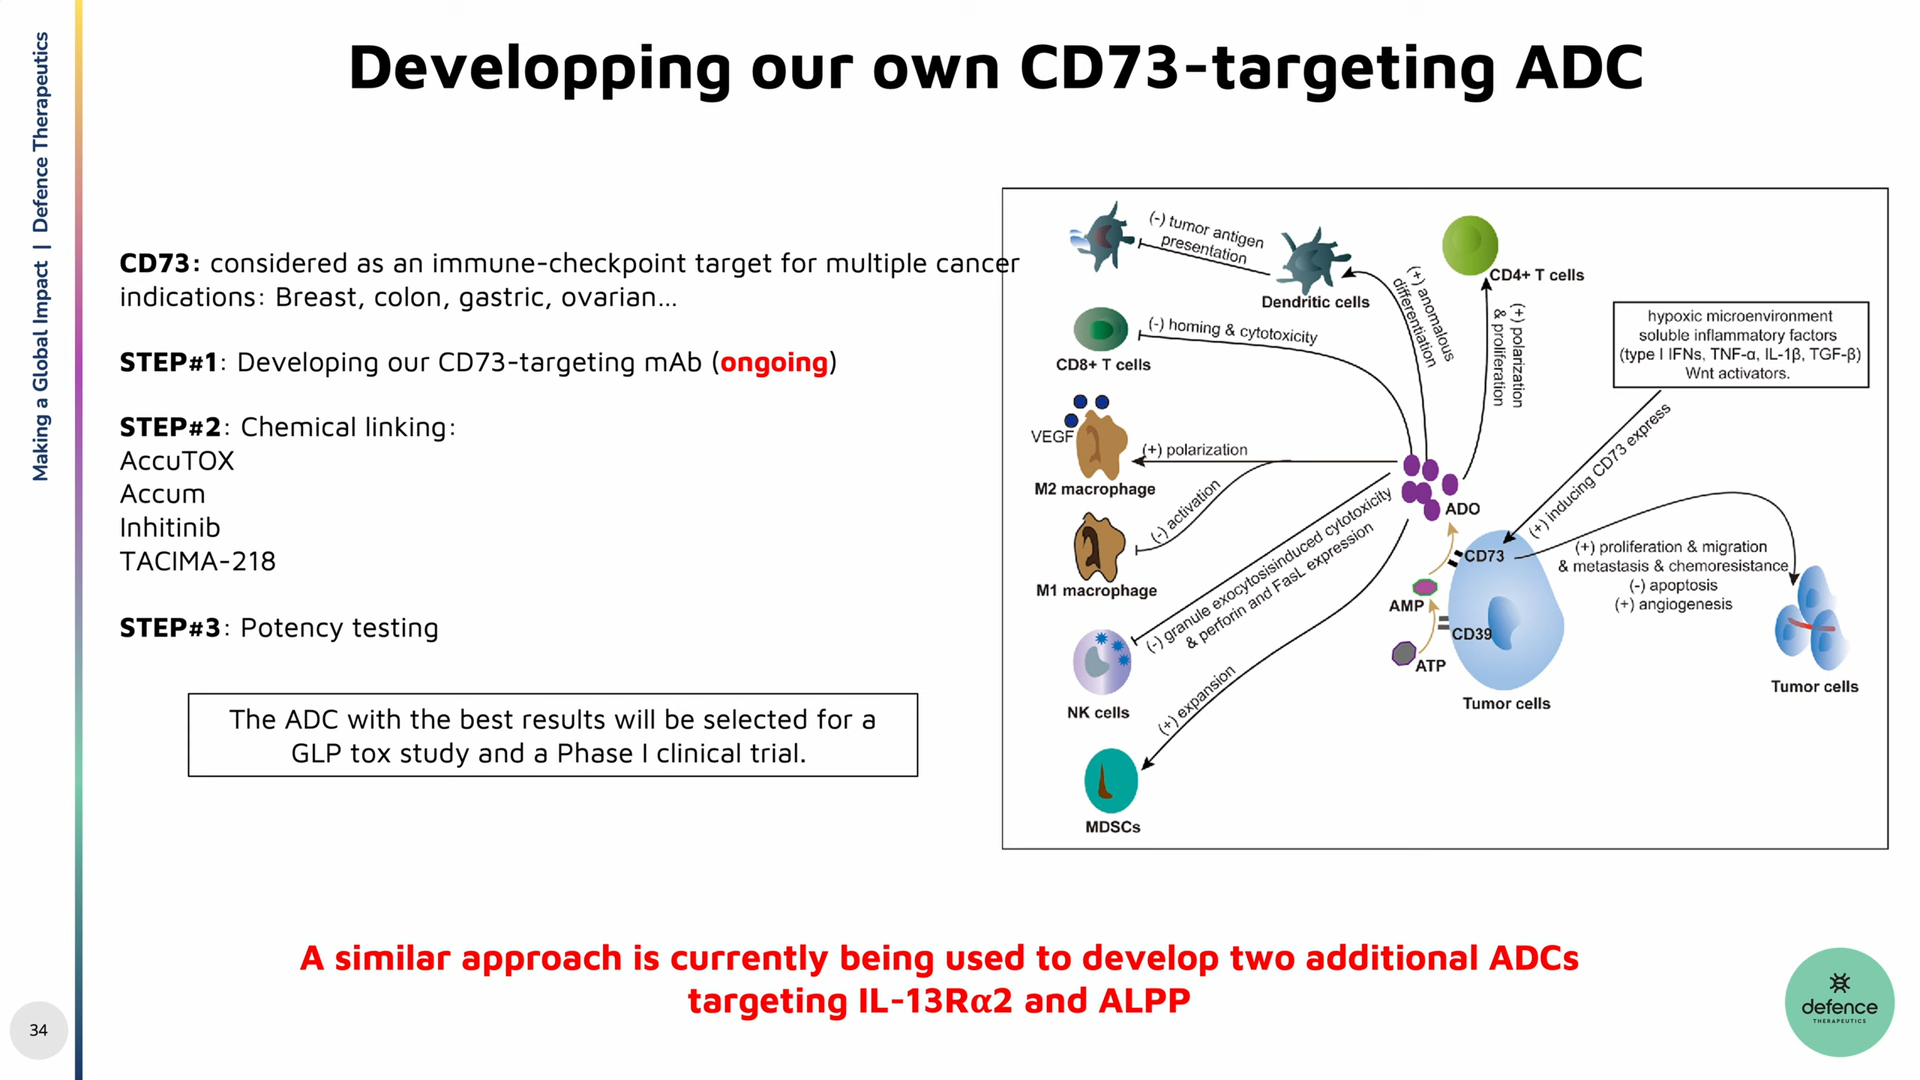 Making a Global Impact | Defence Therapeutics
Developping our own CD73-targeting ADC
CD73: considered as an immune-checkpoint target for multiple cancer
indications: Breast, colon, gastric, ovarian...
STEP#1: Developing our CD73-targeting mAb (ongoing)
STEP#2: Chemical linking:
AccuTOX
Accum
Inhitinib
TACIMA-218
STEP#3: Potency testing
The ADC with the best results will be selected for a
GLP tox study and a Phase I clinical trial.
(-) tumor antigen
presentation
Dendritic cells
(+) anomalous
differentiation
CD4+ T cells
(+) polarization
& proliferation
hypoxic microenvironment
soluble inflammatory factors
(type I IFNs, TNF-α, IL-1β, TGF-β)
Wnt activators.
(-) homing & cytotoxicity
CD8+ T cells
VEGF
(+) polarization
M2 macrophage
(-) activation
M1 macrophage
(-) granule exocytosisinduced cytotoxicity
& perforin and FasL expression
NK cells
(+) expansion
MDSCs
ADO
(+) inducing CD73 express
CD73
AMP
CD39
ATP
Tumor cells
(+) proliferation & migration
& metastasis & chemoresistance
(-) apoptosis
(+) angiogenesis
Tumor cells
A similar approach is currently being used to develop two additional ADCs
targeting IL-13Rα2 and ALPP
34
defence
THERAPEUTICS